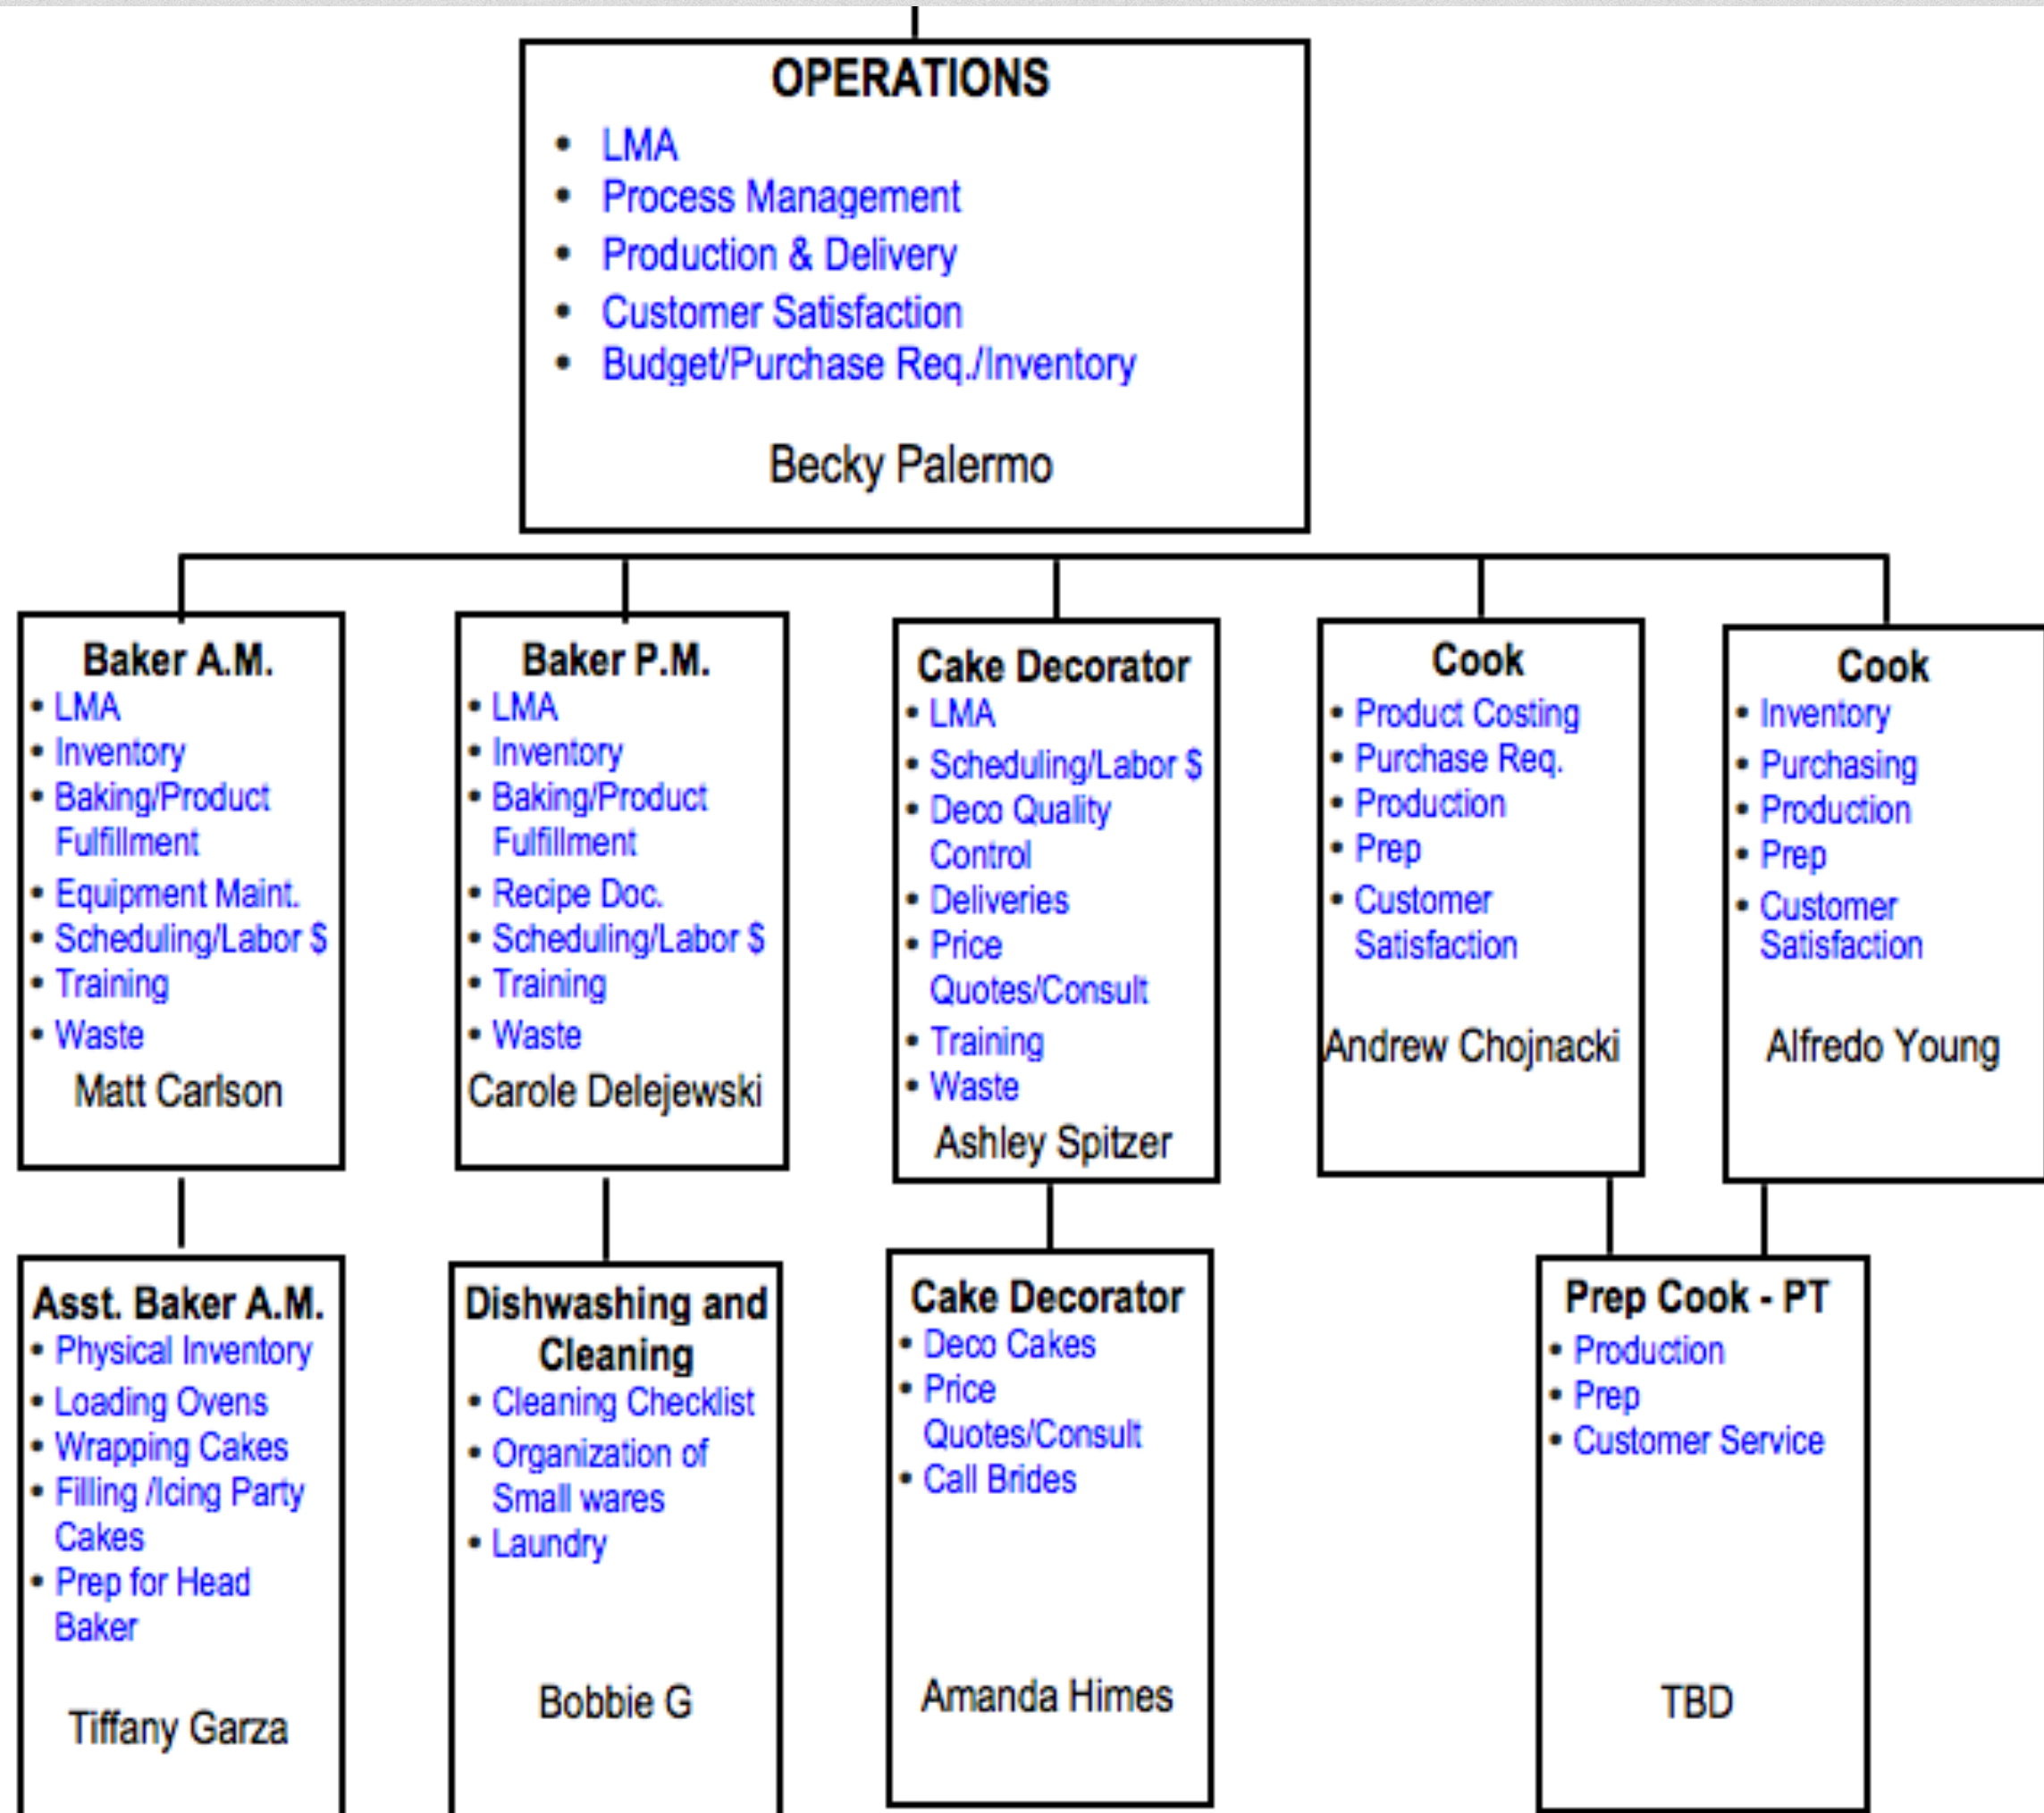 OPERATIONS
• LMA
• Process Management
• Production & Delivery
• Customer Satisfaction
• Budget/Purchase Req./Inventory
Becky Palermo
Baker A.M.
• LMA
• Inventory
• Baking/Product
Fulfillment
• Equipment Maint.
• Scheduling/Labor $
• Training
• Waste
Matt Carlson
Baker P.M.
• LMA
• Inventory
• Baking/Product
Fulfillment
• Recipe Doc.
• Scheduling/Labor $
• Training
• Waste
Carole Delejewski
Cake Decorator
• LMA
• Scheduling/Labor $
• Deco Quality
Control
• Deliveries
• Price
Quotes/Consult
• Training
• Waste
Ashley Spitzer
Cook
• Product Costing
• Purchase Req.
• Production
• Prep
• Customer
Satisfaction
Andrew Chojnacki
Cook
• Inventory
• Purchasing
• Production
• Prep
• Customer
Satisfaction
Alfredo Young
Asst. Baker A.M.
• Physical Inventory
• Loading Ovens
• Wrapping Cakes
• Filling /Icing Party
Cakes
• Prep for Head
Baker
Tiffany Garza
Dishwashing and
Cleaning
• Cleaning Checklist
• Organization of
Small wares
• Laundry
Bobbie G
Cake Decorator
• Deco Cakes
• Price
Quotes/Consult
• Call Brides
Amanda Himes
Prep Cook - PT
• Production
• Prep
• Customer Service
TBD